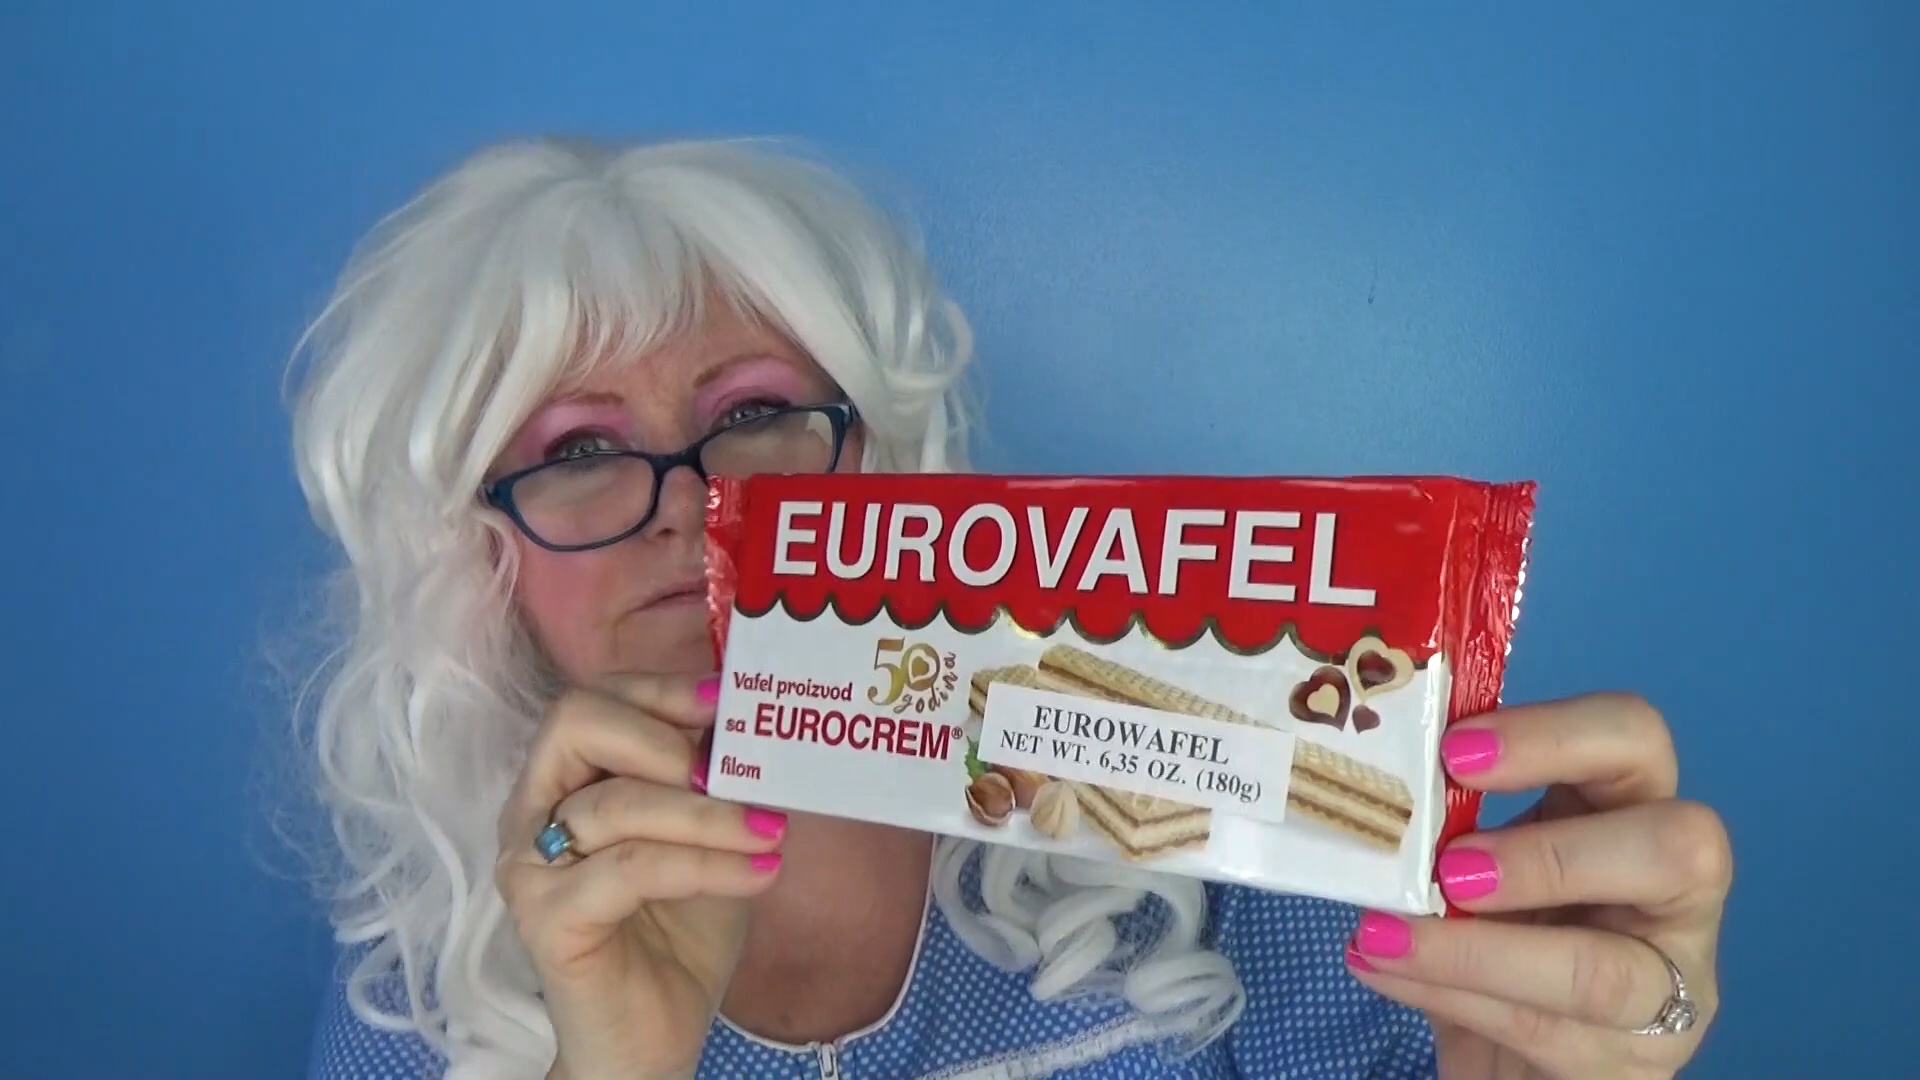 EUROVAFEL
50
godina
Vafel proizvod
sa EUROCREM®
filom
EUROWAFEL
NET WT. 6,35 OZ. (180g)